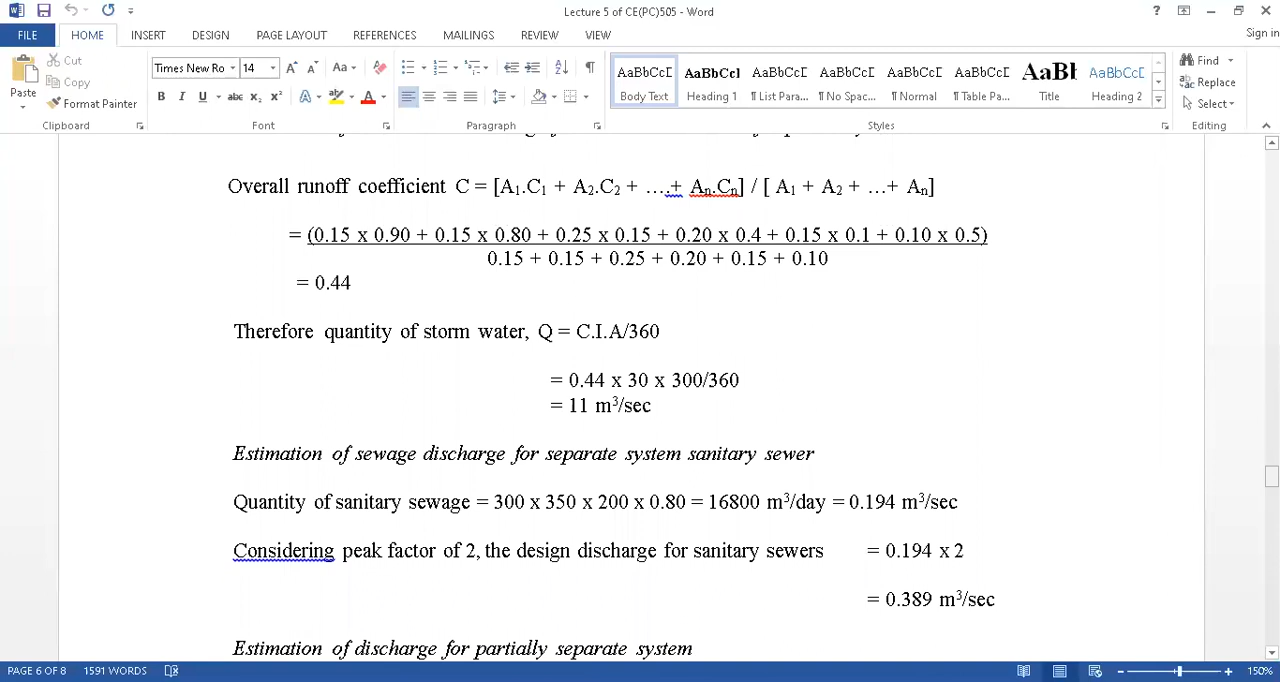 Lecture 5 of CE(PC)505 - Word
Sign in
FILE HOME INSERT DESIGN PAGE LAYOUT REFERENCES MAILINGS REVIEW VIEW
Paste Cut Copy Format Painte
Times New Ro 14
AaBbCcD Body Text AaBbCcI Heading 1 AaBbCcD ¶ List Para... AaBbCcD ¶ No Spac... AaBbCcD ¶ Normal AaBbCcD ¶ Table Pa... AaBb Title AaBbCcD Heading 2
Find Replace Select
Clipboard Font Paragraph Styles Editing
Overall runoff coefficient C = [A₁.C₁ + A₂.C₂ + ….+ Aₙ.Cₙ] / [ A₁ + A₂ + …+ Aₙ]
= (0.15 x 0.90 + 0.15 x 0.80 + 0.25 x 0.15 + 0.20 x 0.4 + 0.15 x 0.1 + 0.10 x 0.5)
0.15 + 0.15 + 0.25 + 0.20 + 0.15 + 0.10
= 0.44
Therefore quantity of storm water, Q = C.I.A/360
= 0.44 x 30 x 300/360
= 11 m³/sec
Estimation of sewage discharge for separate system sanitary sewer
Quantity of sanitary sewage = 300 x 350 x 200 x 0.80 = 16800 m³/day = 0.194 m³/sec
Considering peak factor of 2, the design discharge for sanitary sewers = 0.194 x 2
= 0.389 m³/sec
Estimation of discharge for partially separate system
PAGE 6 OF 8 1591 WORDS 150%